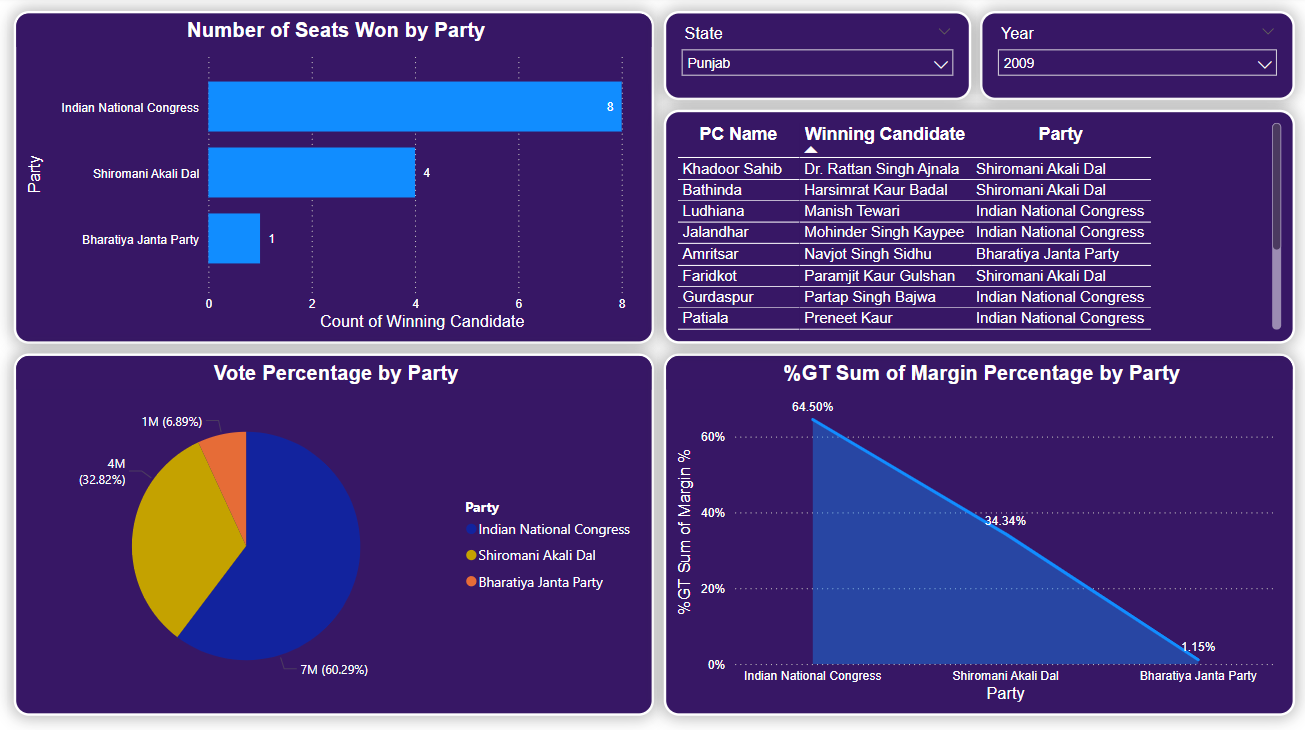 Number of Seats Won by Party
Party
Indian National Congress
8
Shiromani Akali Dal
4
Bharatiya Janta Party
1
0 2 4 6 8
Count of Winning Candidate
State
Punjab
Year
2009
PC Name Winning Candidate Party
Khadoor Sahib Dr. Rattan Singh Ajnala Shiromani Akali Dal
Bathinda Harsimrat Kaur Badal Shiromani Akali Dal
Ludhiana Manish Tewari Indian National Congress
Jalandhar Mohinder Singh Kaypee Indian National Congress
Amritsar Navjot Singh Sidhu Bharatiya Janta Party
Faridkot Paramjit Kaur Gulshan Shiromani Akali Dal
Gurdaspur Partap Singh Bajwa Indian National Congress
Patiala Preneet Kaur Indian National Congress
Vote Percentage by Party
1M (6.89%)
4M
(32.82%)
7M (60.29%)
Party
Indian National Congress
Shiromani Akali Dal
Bharatiya Janta Party
%GT Sum of Margin Percentage by Party
%GT Sum of Margin %
60%
40%
20%
0%
64.50%
34.34%
1.15%
Indian National Congress Shiromani Akali Dal Bharatiya Janta Party
Party